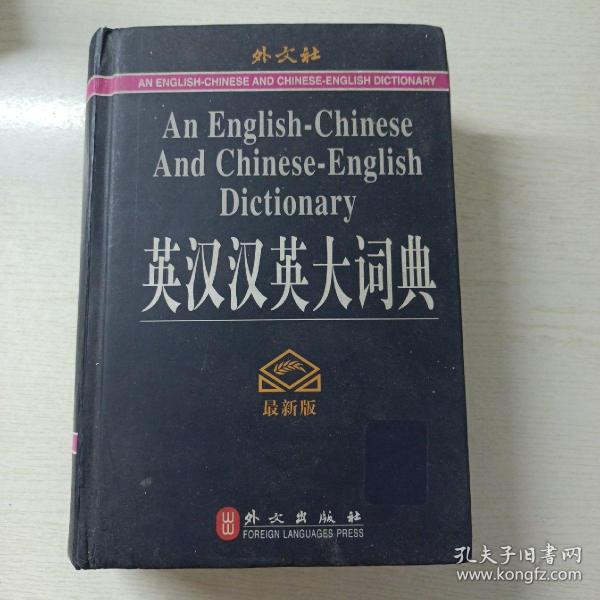 外文社
AN ENGLISH-CHINESE AND CHINESE-ENGLISH DICTIONARY
An English-Chinese
And Chinese-English
Dictionary
英汉汉英大词典
最新版
外文出版社
FOREIGN LANGUAGES PRESS
孔夫子旧书网
www.kongfz.com